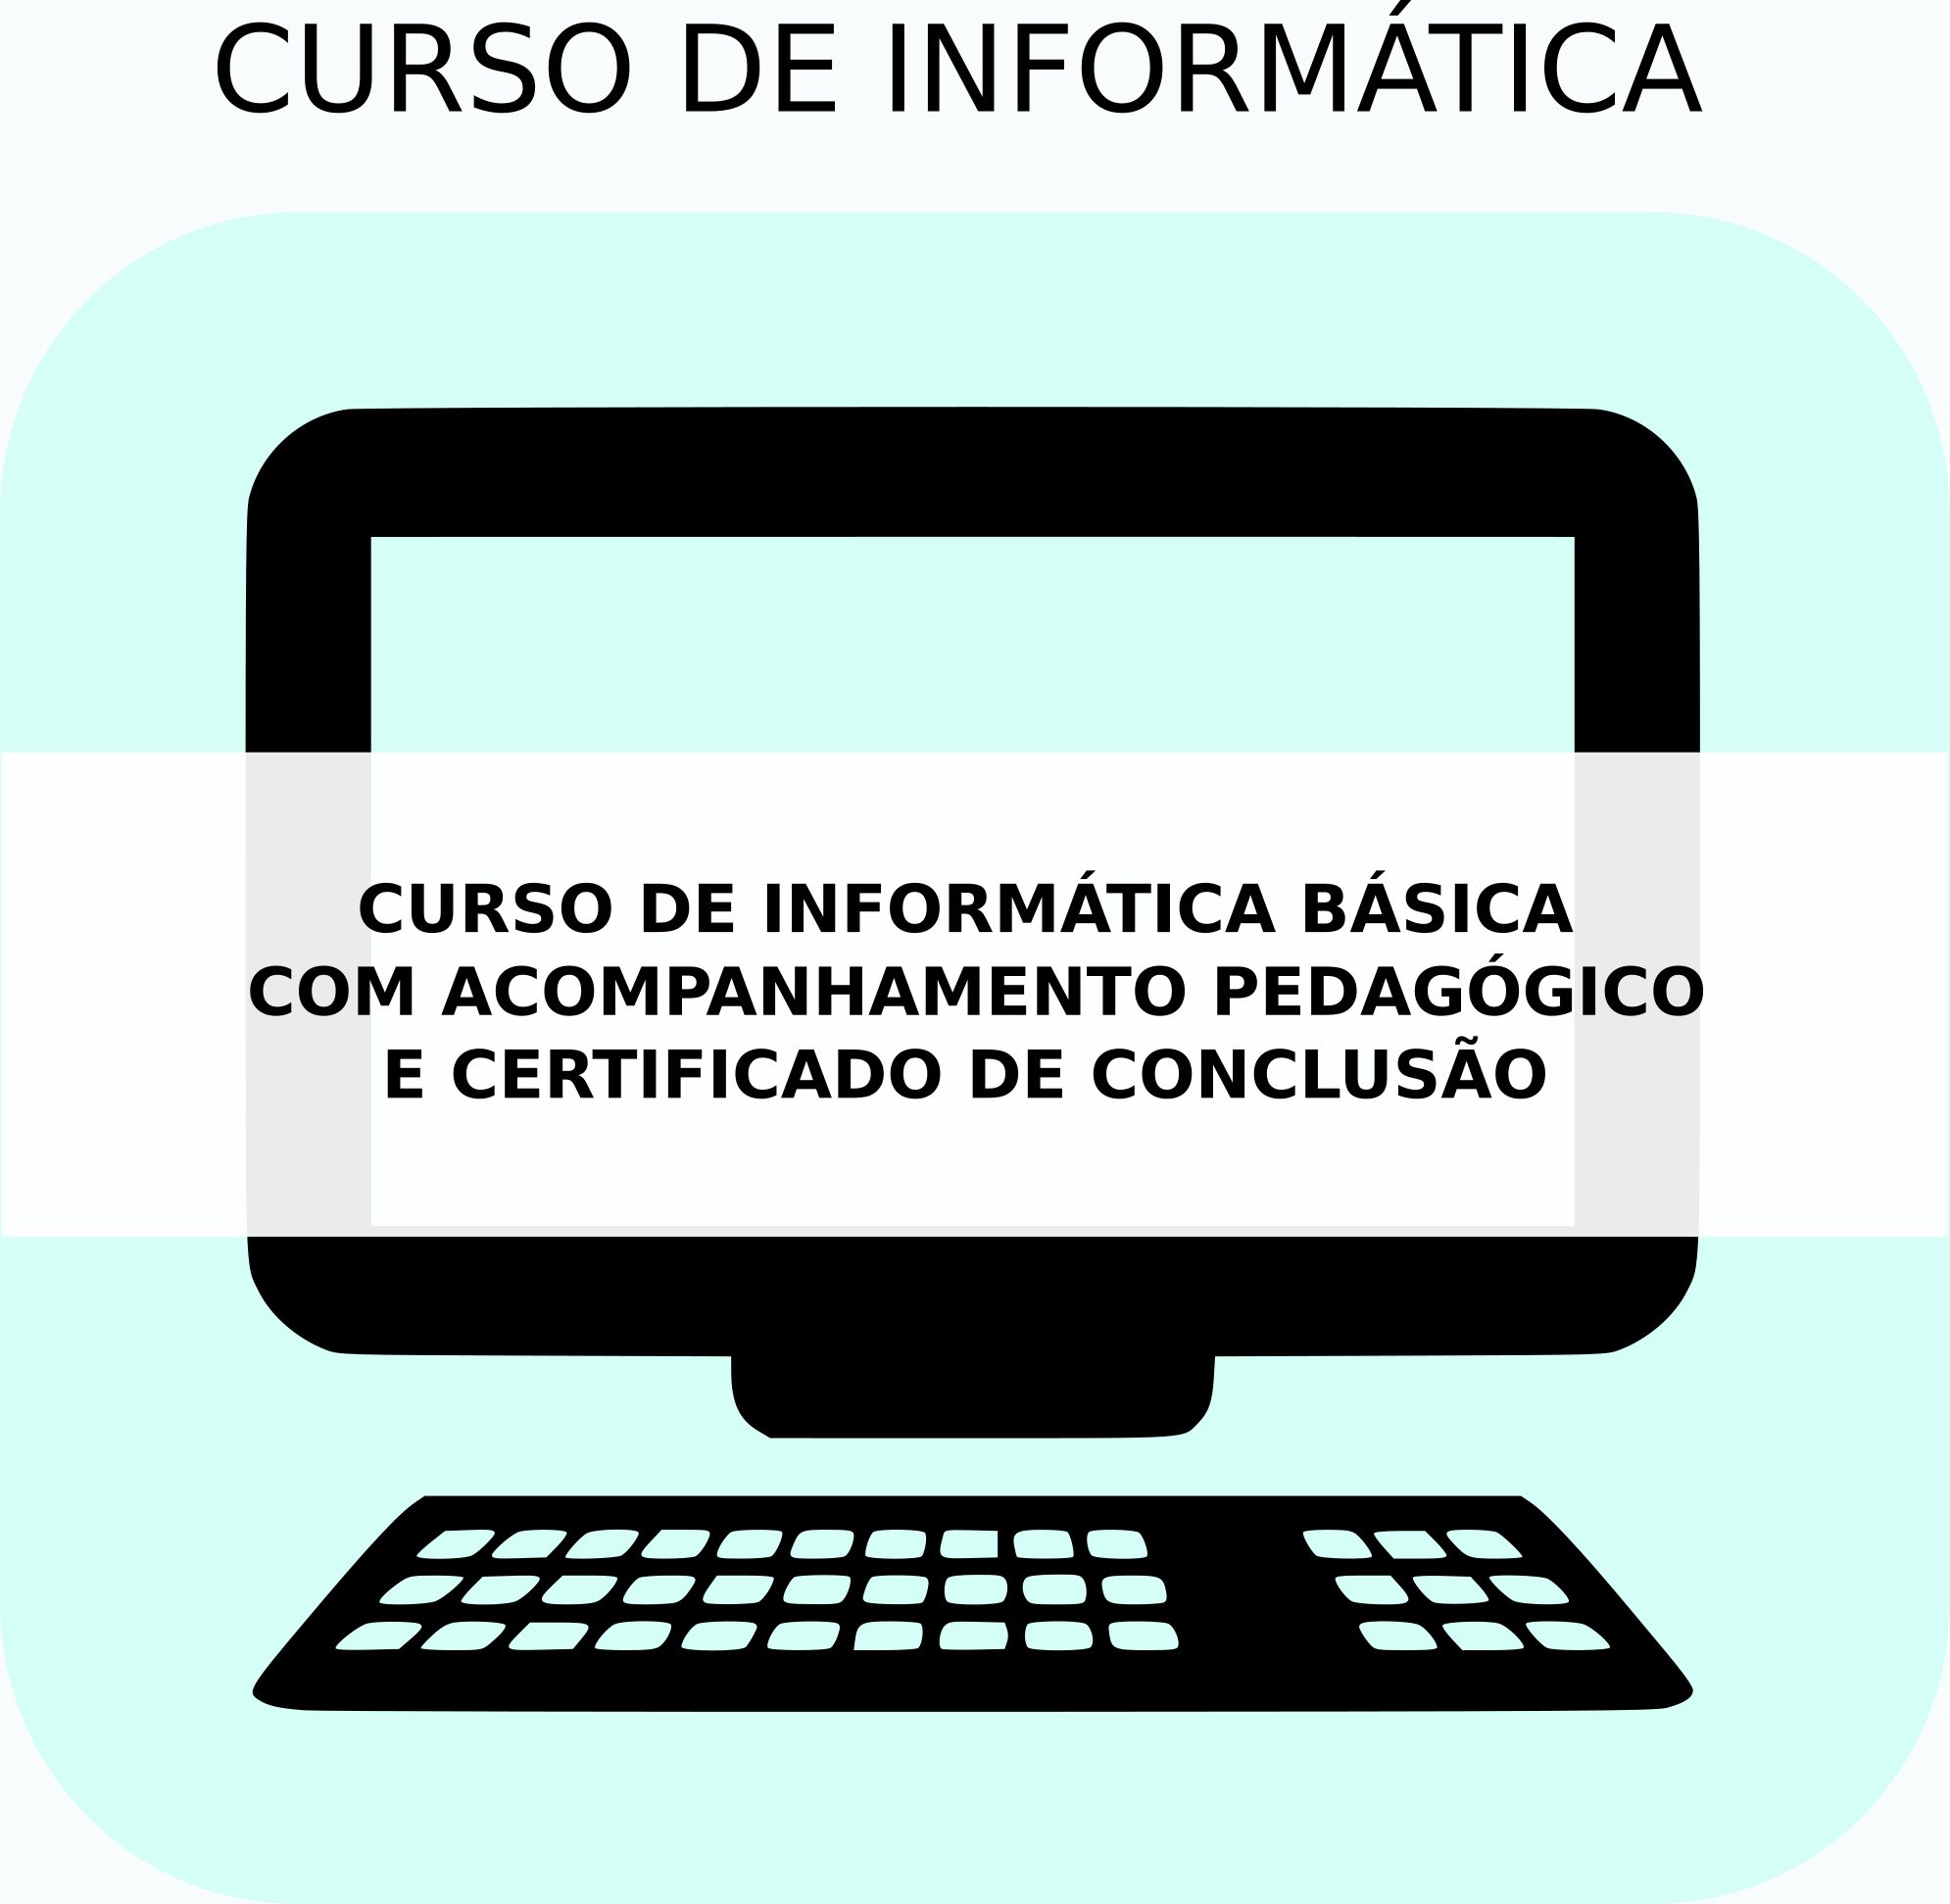 CURSO DE INFORMÁTICA
CURSO DE INFORMÁTICA BÁSICA
COM ACOMPANHAMENTO PEDAGÓGICO
E CERTIFICADO DE CONCLUSÃO